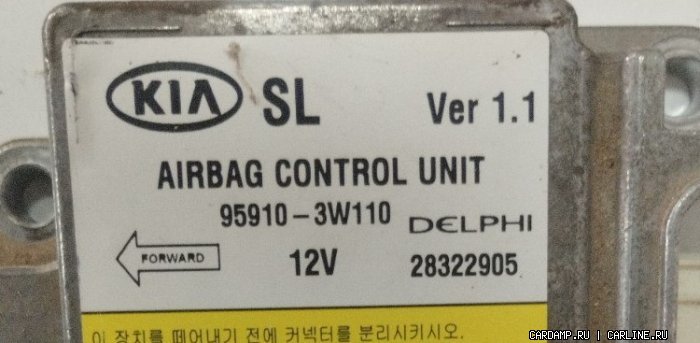 KIA SL Ver 1.1
AIRBAG CONTROL UNIT
95910-3W110 DELPHI
FORWARD 12V 28322905
이 장치를 떼어내기 전에 커넥터를 분리시키시오.
CARDAMP.RU | CARLINE.RU